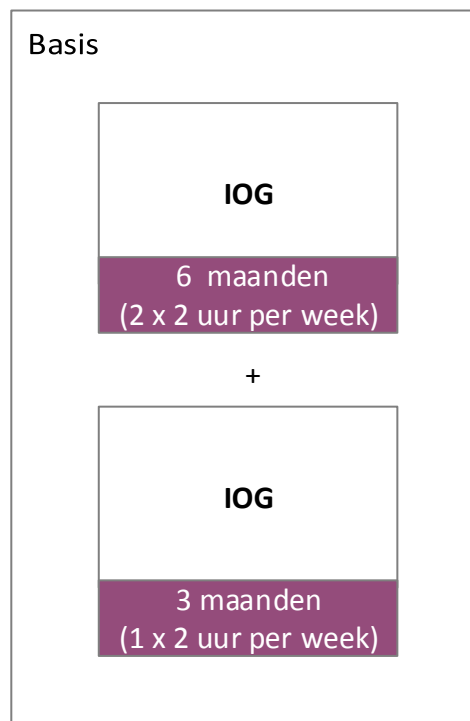 Basis
IOG
6 maanden
(2 x 2 uur per week)
+
IOG
3 maanden
(1 x 2 uur per week)